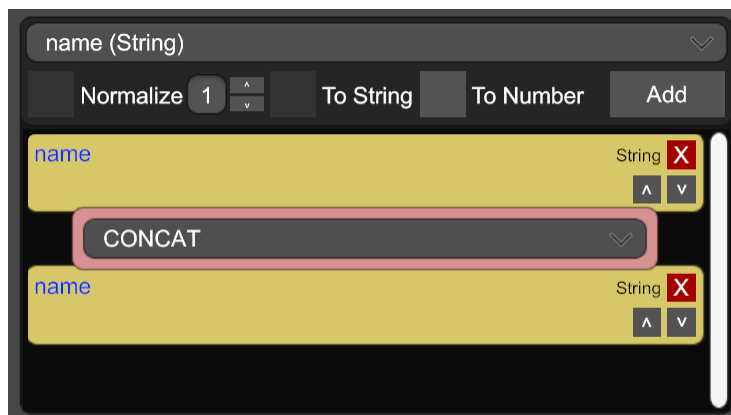 name (String)
Normalize 1 ˄ ˅ To String To Number Add
name String X
˄ ˅
CONCAT
name String X
˄ ˅